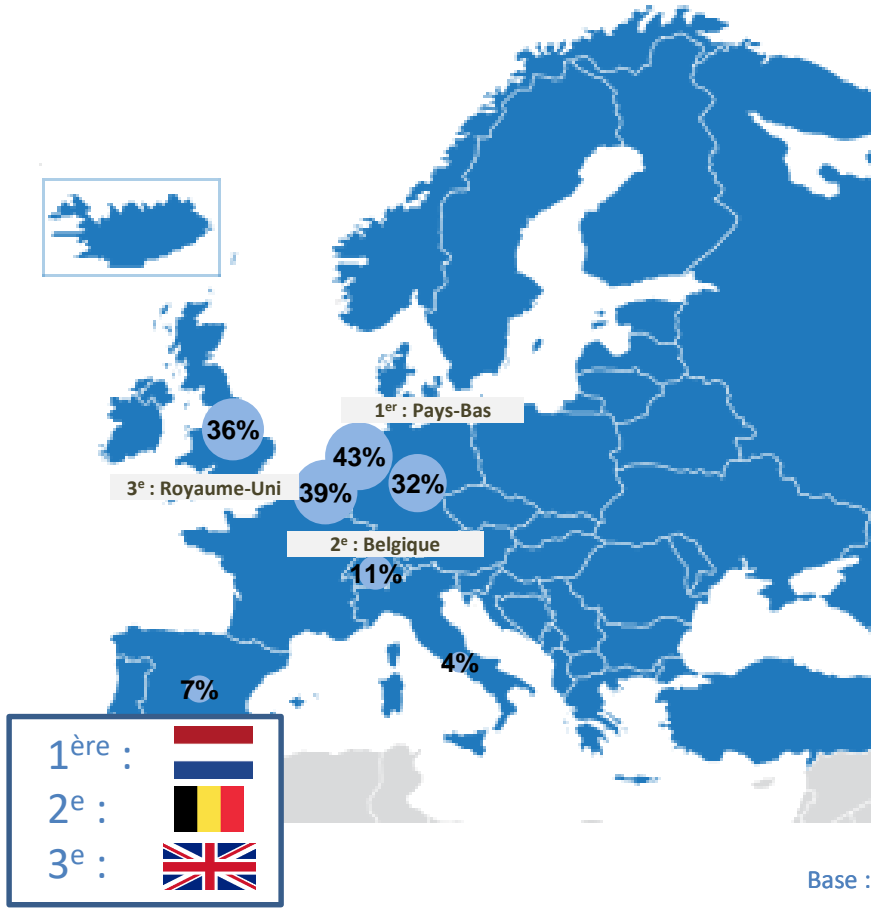 1er : Pays-Bas
36%
43%
3e : Royaume-Uni
39%
32%
2e : Belgique
11%
4%
7%
1ère :
2e :
3e :
Base :